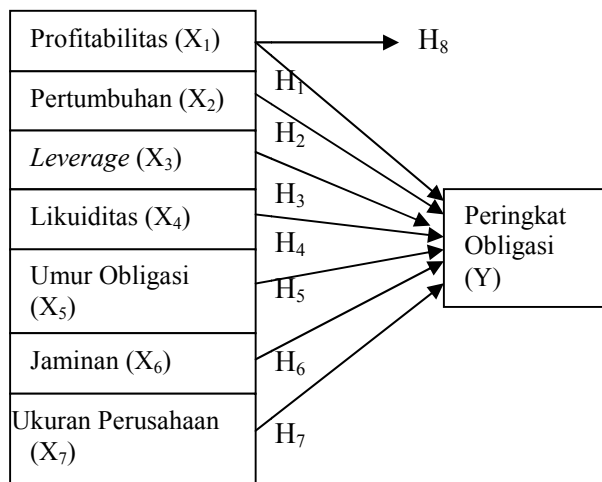 Profitabilitas (X₁)
H₈
H₁
Pertumbuhan (X₂)
H₂
Leverage (X₃)
H₃
Likuiditas (X₄)
H₄
Umur Obligasi
(X₅)
H₅
Jaminan (X₆)
H₆
Ukuran Perusahaan
(X₇)
H₇
Peringkat
Obligasi
(Y)